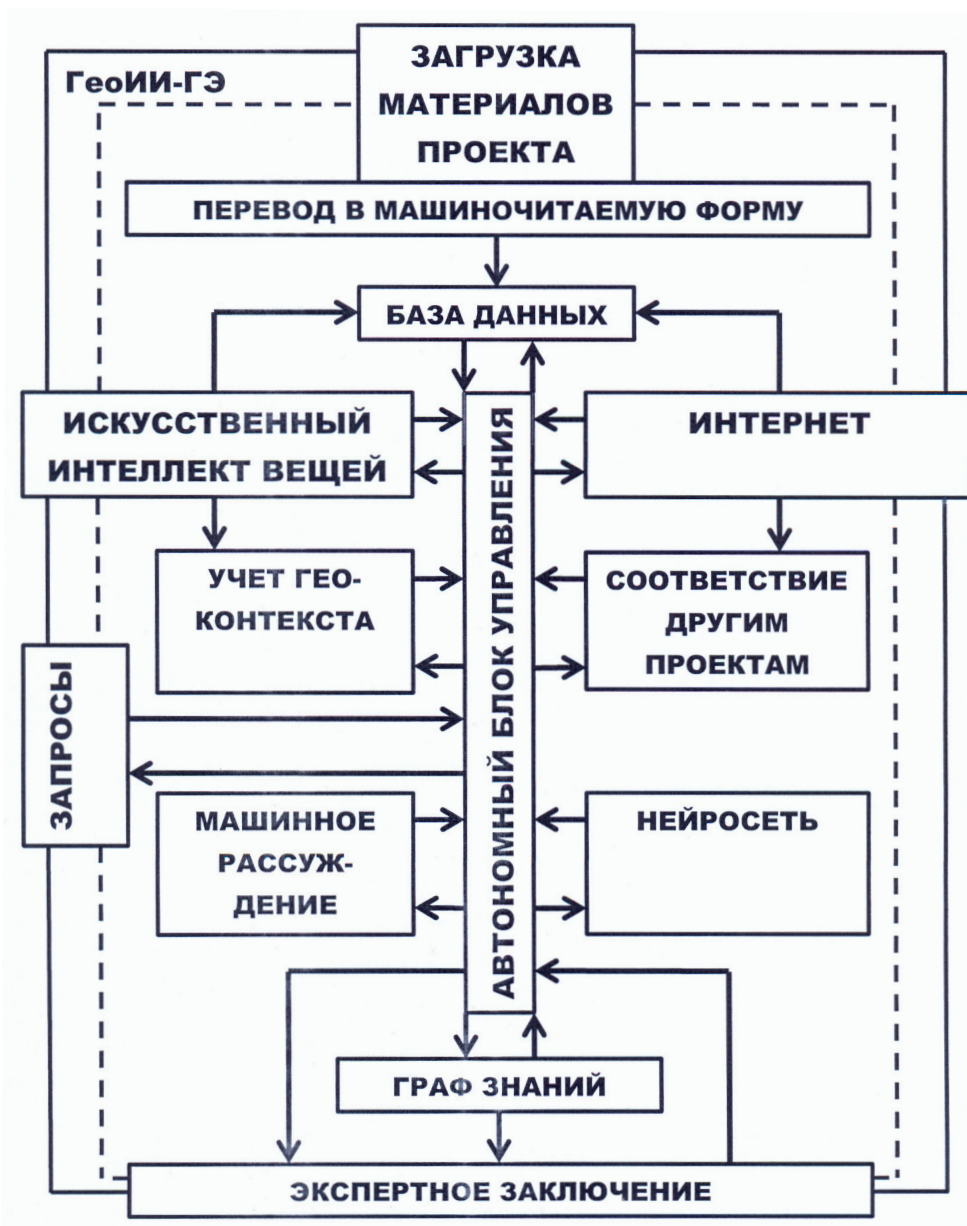 ЗАГРУЗКА
МАТЕРИАЛОВ
ПРОЕКТА
ГеоИИ-ГЭ
ПЕРЕВОД В МАШИНОЧИТАЕМУЮ ФОРМУ
БАЗА ДАННЫХ
ИСКУССТВЕННЫЙ
ИНТЕЛЛЕКТ ВЕЩЕЙ
ИНТЕРНЕТ
АВТОНОМНЫЙ БЛОК УПРАВЛЕНИЯ
УЧЕТ ГЕО-
КОНТЕКСТА
СООТВЕТСТВИЕ
ДРУГИМ
ПРОЕКТАМ
ЗАПРОСЫ
МАШИННОЕ
РАССУЖ-
ДЕНИЕ
НЕЙРОСЕТЬ
ГРАФ ЗНАНИЙ
ЭКСПЕРТНОЕ ЗАКЛЮЧЕНИЕ